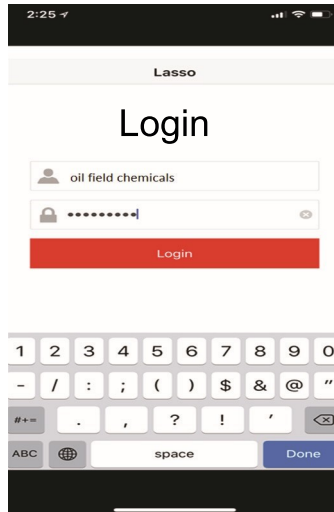 2:25
Lasso
Login
oil field chemicals
•••••••••
Login
1 2 3 4 5 6 7 8 9 0
- / : ; ( ) $ & @ "
#+= . , ? ! '
ABC space Done